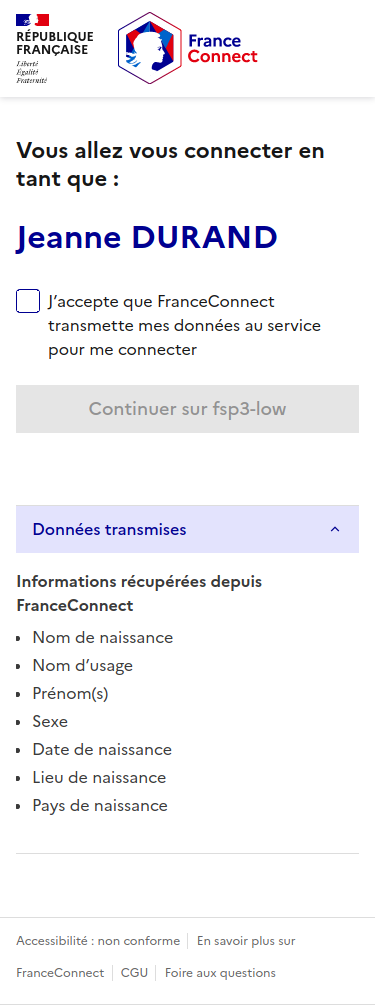 RÉPUBLIQUE
FRANÇAISE
Liberté
Égalité
Fraternité
France
Connect
Vous allez vous connecter en
tant que :
Jeanne DURAND
J’accepte que FranceConnect
transmette mes données au service
pour me connecter
Continuer sur fsp3-low
Données transmises
Informations récupérées depuis
FranceConnect
Nom de naissance
Nom d’usage
Prénom(s)
Sexe
Date de naissance
Lieu de naissance
Pays de naissance
Accessibilité : non conforme
En savoir plus sur
FranceConnect
CGU
Foire aux questions